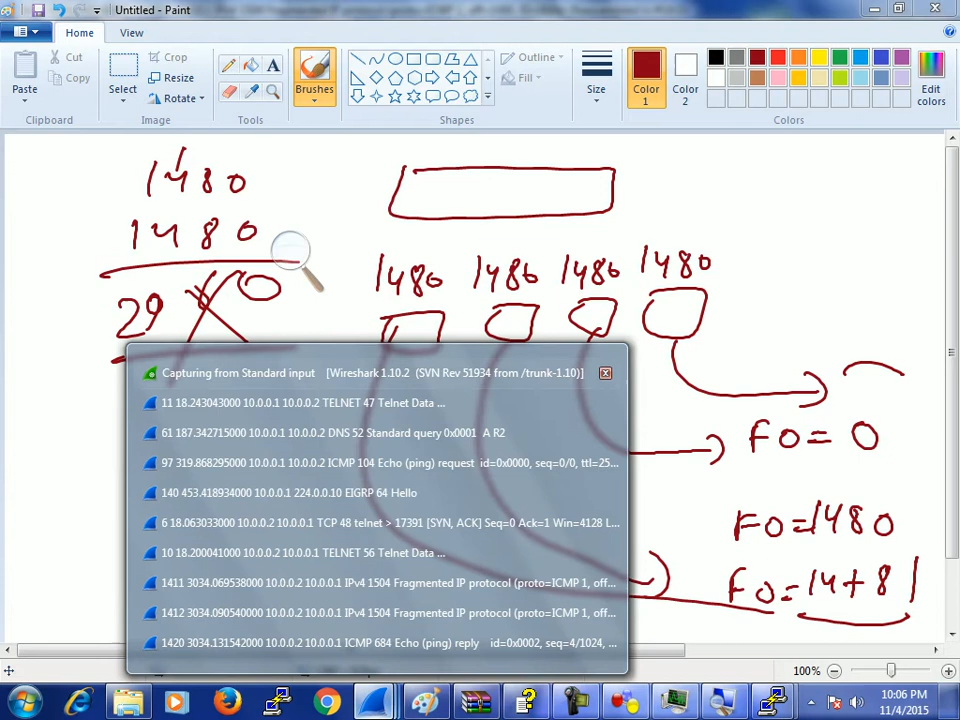 Untitled - Paint
Home
View
Paste
Cut
Copy
Clipboard
Select
Crop
Resize
Rotate
Image
Tools
Brushes
Shapes
Outline
Fill
Size
Color 1
Color 2
Edit colors
Colors
1480
1480
29 0
1480 1480 1480 1480
FO = 0
FO=1480
FO=14+8
Capturing from Standard input [Wireshark 1.10.2 (SVN Rev 51934 from /trunk-1.10)]
11 18.243043000 10.0.0.1 10.0.0.2 TELNET 47 Telnet Data ...
61 187.342715000 10.0.0.1 10.0.0.2 DNS 52 Standard query 0x0001 A R2
97 319.868295000 10.0.0.1 10.0.0.2 ICMP 104 Echo (ping) request id=0x0000, seq=0/0, ttl=25...
140 453.418934000 10.0.0.1 224.0.0.10 EIGRP 64 Hello
6 18.063033000 10.0.0.2 10.0.0.1 TCP 48 telnet > 17391 [SYN, ACK] Seq=0 Ack=1 Win=4128 L...
10 18.200041000 10.0.0.2 10.0.0.1 TELNET 56 Telnet Data ...
1411 3034.069538000 10.0.0.2 10.0.0.1 IPv4 1504 Fragmented IP protocol (proto=ICMP 1, off...
1412 3034.090540000 10.0.0.2 10.0.0.1 IPv4 1504 Fragmented IP protocol (proto=ICMP 1, off...
1420 3034.131542000 10.0.0.2 10.0.0.1 ICMP 684 Echo (ping) reply id=0x0002, seq=4/1024, ...
100%
10:06 PM
11/4/2015